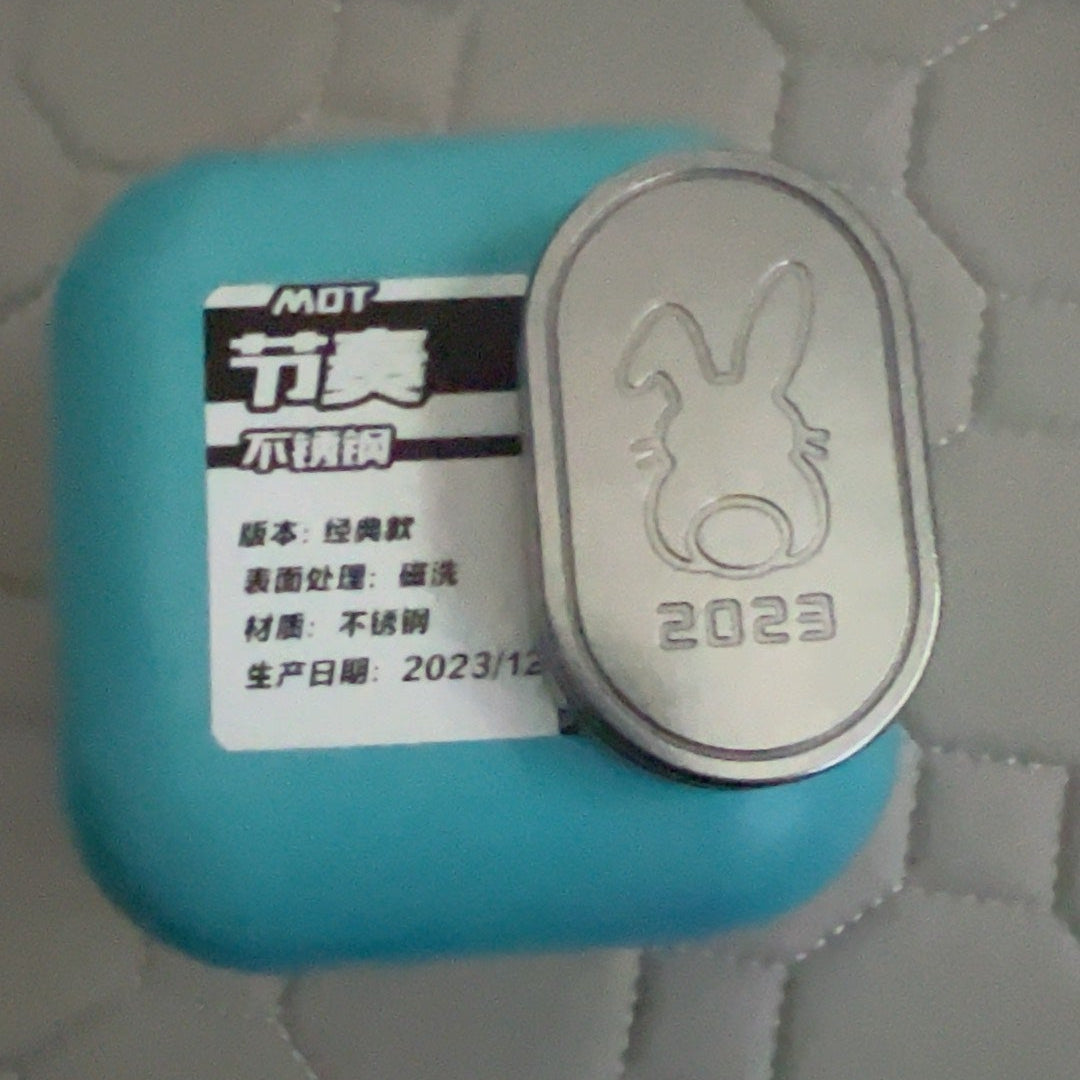 MOT
节奏
不锈钢
版本：经典款
表面处理：磁洗
材质：不锈钢
生产日期：2023/12
2023